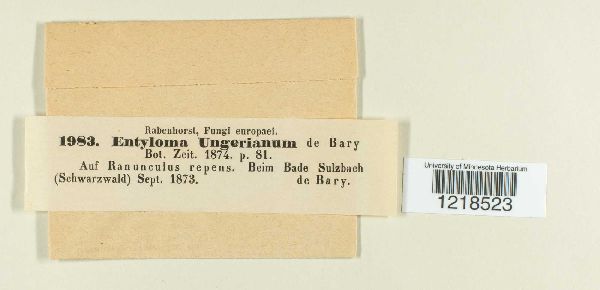 Rabenhorst, Fungi europaei.
1983. Entyloma Ungerianum de Bary
Bot. Zeit. 1874. p. 81.
Auf Ranunculus repens. Beim Bade Sulzbach
(Schwarzwald) Sept. 1873. de Bary.
University of Minnesota Herbarium
1218523